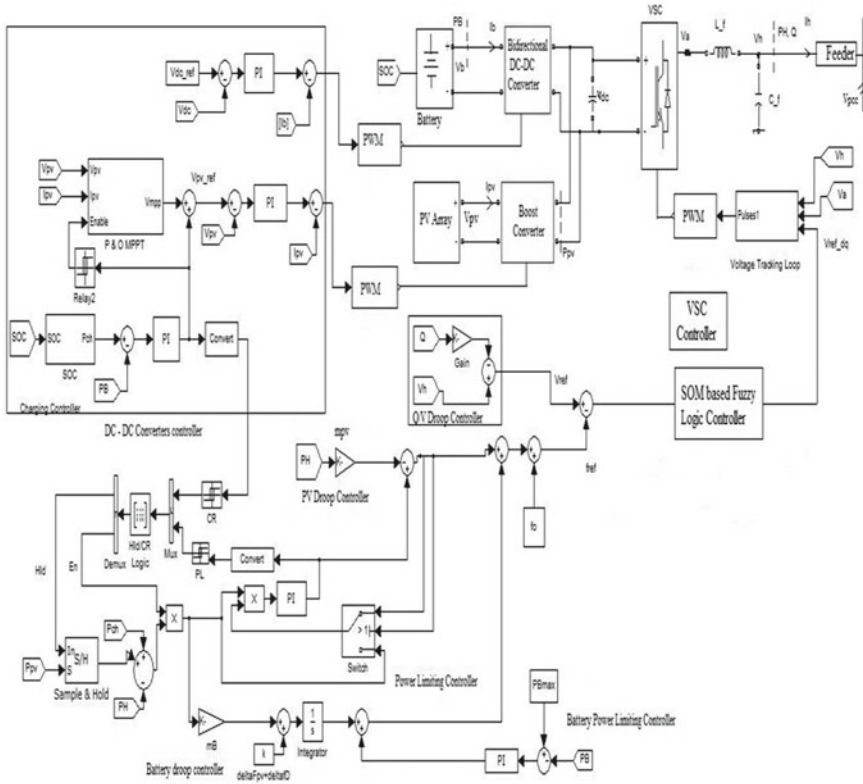 Vdc_ref
PI
Vdc
[Ib]
SOC
Battery
PB
Ib
Vb
Bidirectional
DC-DC
Converter
Vdc
VSC
Va
L_f
Vh
PH, Q
Ih
Feeder
C_f
Vpcc
PWM
Vpv
Ipv
Vpv
Ipv
Enable
Vmpp
P & O MPPT
Vpv_ref
PI
Vpv
Ipv
Relay2
PV Array
Ipv
Vpv
Boost
Converter
Ppv
PWM
PWM
Pulses1
Voltage Tracking Loop
Vh
Va
Vref_dq
SOC
SOC
Pch
SOC
PB
PI
Convert
Charging Controller
DC - DC Converters controller
Q
Gain
Vh
Q/V Droop Controller
Vref
VSC
Controller
SOM based Fuzzy
Logic Controller
fref
PH
mpv
PV Droop Controller
fo
CR
Mux
Hld/CR
Logic
Demux
PL
Convert
Hld
En
X
X
PI
> 1
Switch
Power Limiting Controller
Pch
In
S/H
S
Ppv
Sample & Hold
PH
mB
Battery droop controller
k
deltaFpv+deltafD
1
s
Integrator
PBmax
Battery Power Limiting Controller
PI
PB